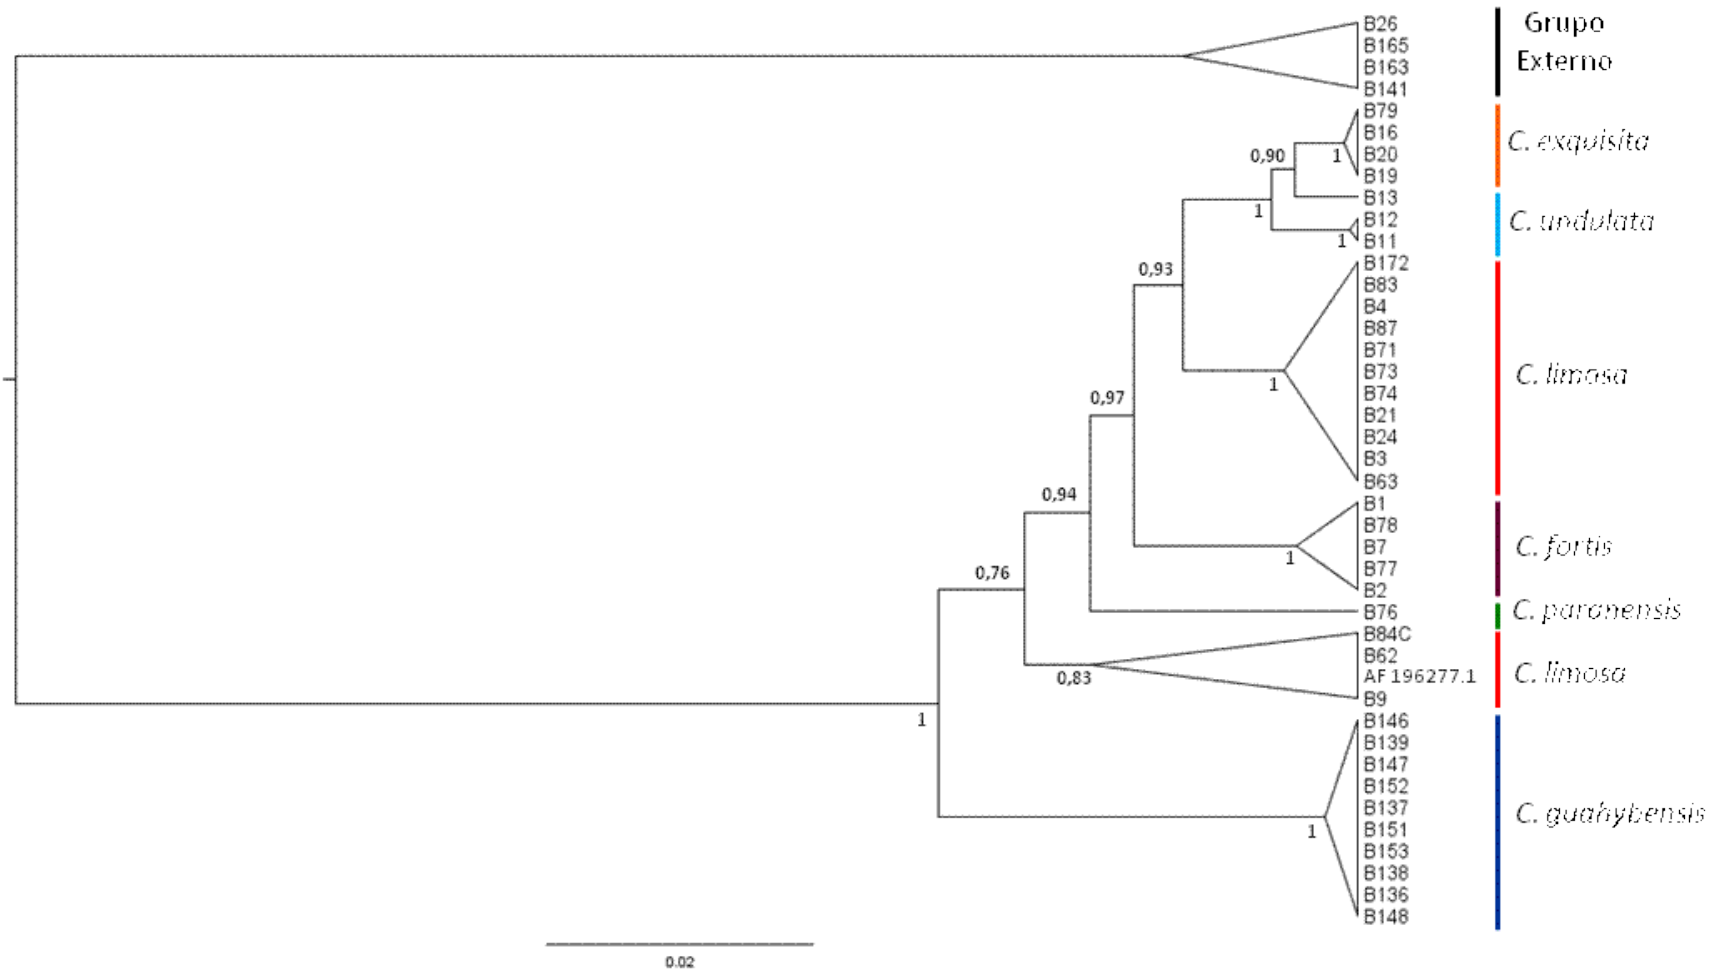 B26
B165
B163
B141
Grupo
Externo
B79
B16
B20
B19
0,90
1
C. exquisita
B13
B12
B11
1
1
C. undulata
B172
B83
B4
B87
B71
B73
B74
B21
B24
B3
B63
0,93
1
C. limosa
0,97
B1
B78
B7
B77
B2
1
C. fortis
0,94
B76
C. paranensis
0,76
B84C
B62
AF196277.1
B9
0,83
C. limosa
1
B146
B139
B147
B152
B137
B151
B153
B138
B136
B148
1
C. guahybensis
0.02